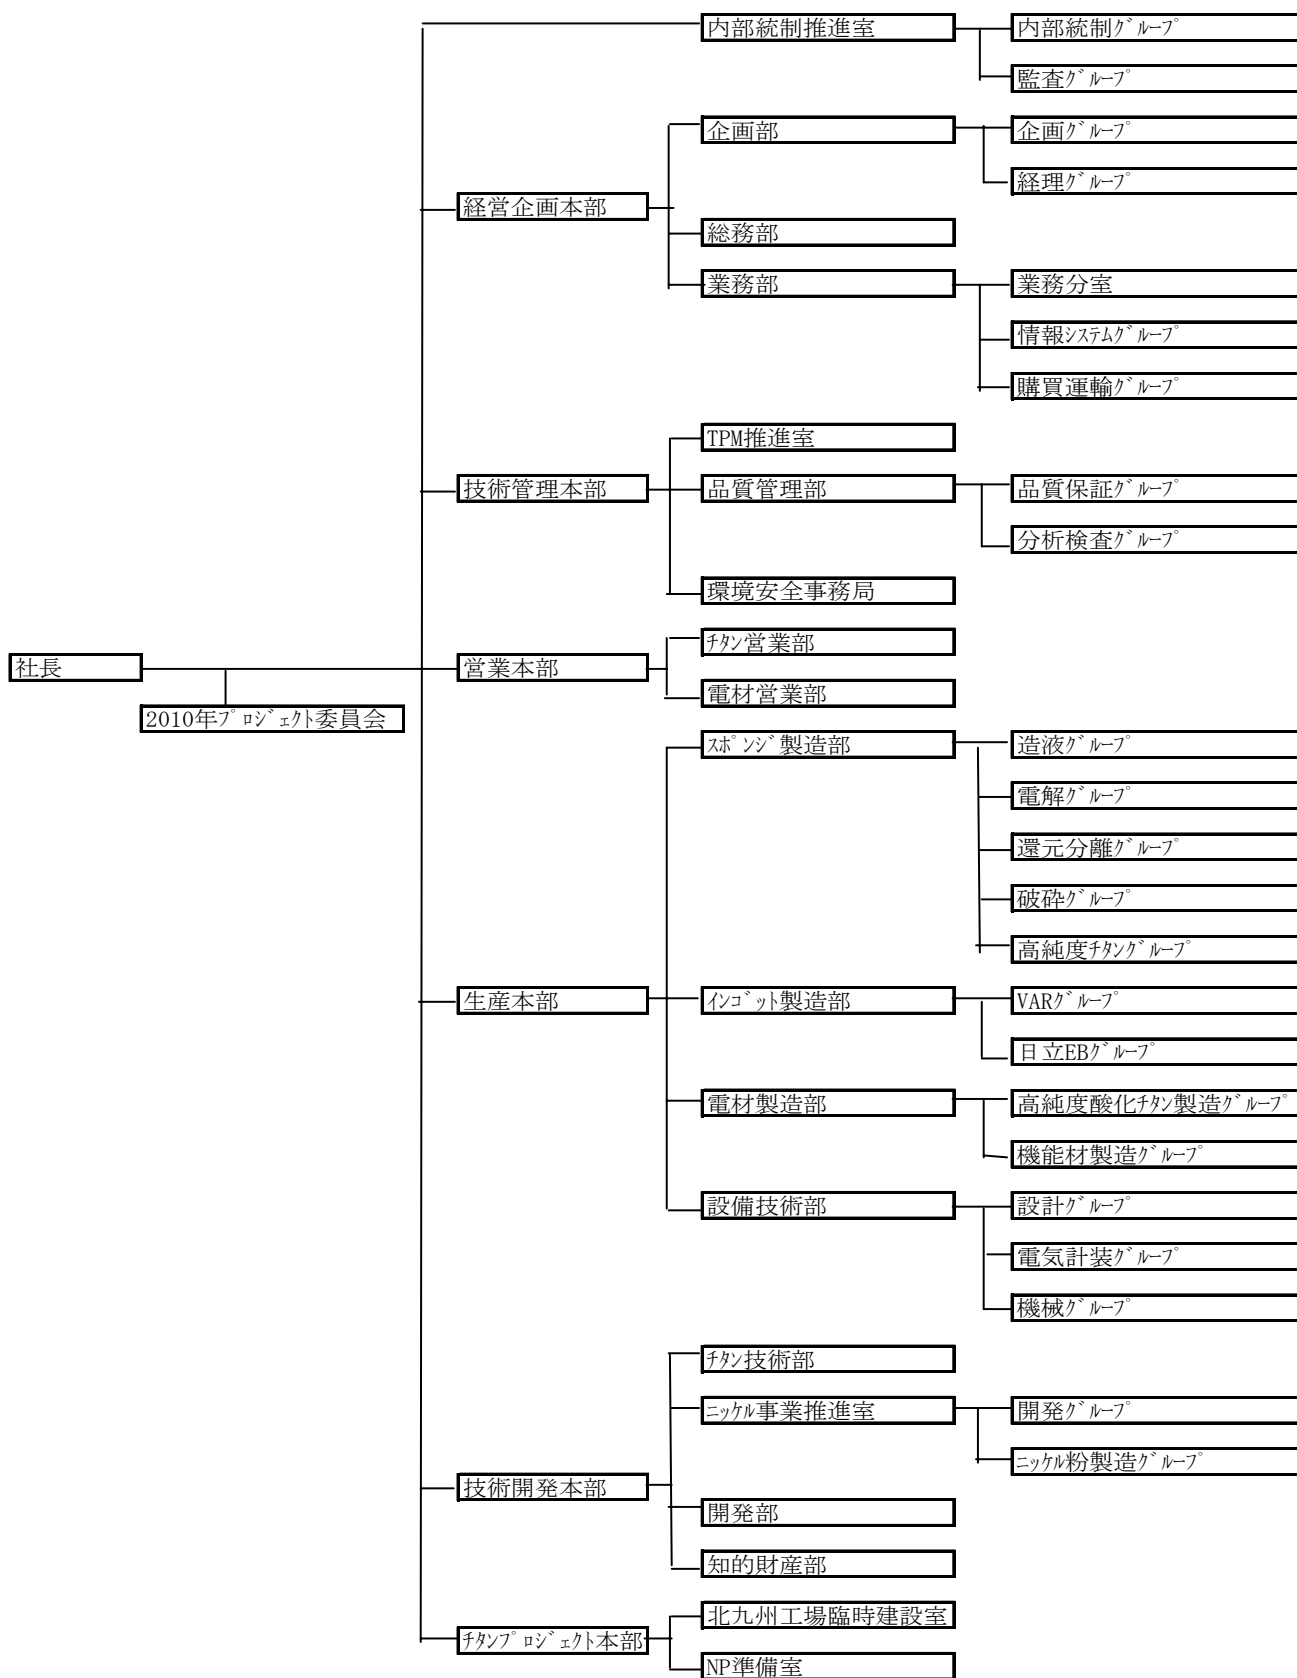 内部統制推進室 内部統制ｸﾞﾙｰﾌﾟ
監査ｸﾞﾙｰﾌﾟ
企画部 企画ｸﾞﾙｰﾌﾟ
経理ｸﾞﾙｰﾌﾟ
経営企画本部
総務部
業務部 業務分室
情報ｼｽﾃﾑｸﾞﾙｰﾌﾟ
購買運輸ｸﾞﾙｰﾌﾟ
TPM推進室
技術管理本部 品質管理部 品質保証ｸﾞﾙｰﾌﾟ
分析検査ｸﾞﾙｰﾌﾟ
環境安全事務局
ﾁﾀﾝ営業部
社長 営業本部
電材営業部
2010年ﾌﾟﾛｼﾞｪｸﾄ委員会
ｽﾎﾟﾝｼﾞ製造部 造液ｸﾞﾙｰﾌﾟ
電解ｸﾞﾙｰﾌﾟ
還元分離ｸﾞﾙｰﾌﾟ
破砕ｸﾞﾙｰﾌﾟ
高純度ﾁﾀﾝｸﾞﾙｰﾌﾟ
生産本部 ｲﾝｺﾞｯﾄ製造部 VARｸﾞﾙｰﾌﾟ
日立EBｸﾞﾙｰﾌﾟ
電材製造部 高純度酸化ﾁﾀﾝ製造ｸﾞﾙｰﾌﾟ
機能材製造ｸﾞﾙｰﾌﾟ
設備技術部 設計ｸﾞﾙｰﾌﾟ
電気計装ｸﾞﾙｰﾌﾟ
機械ｸﾞﾙｰﾌﾟ
ﾁﾀﾝ技術部
ﾆｯｹﾙ事業推進室 開発ｸﾞﾙｰﾌﾟ
ﾆｯｹﾙ粉製造ｸﾞﾙｰﾌﾟ
技術開発本部
開発部
知的財産部
北九州工場臨時建設室
ﾁﾀﾝﾌﾟﾛｼﾞｪｸﾄ本部
NP準備室